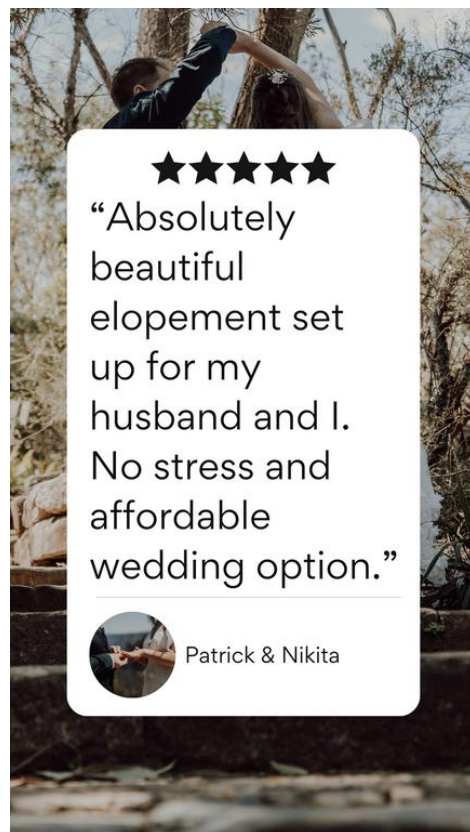 “Absolutely
beautiful
elopement set
up for my
husband and I.
No stress and
affordable
wedding option.”
Patrick & Nikita